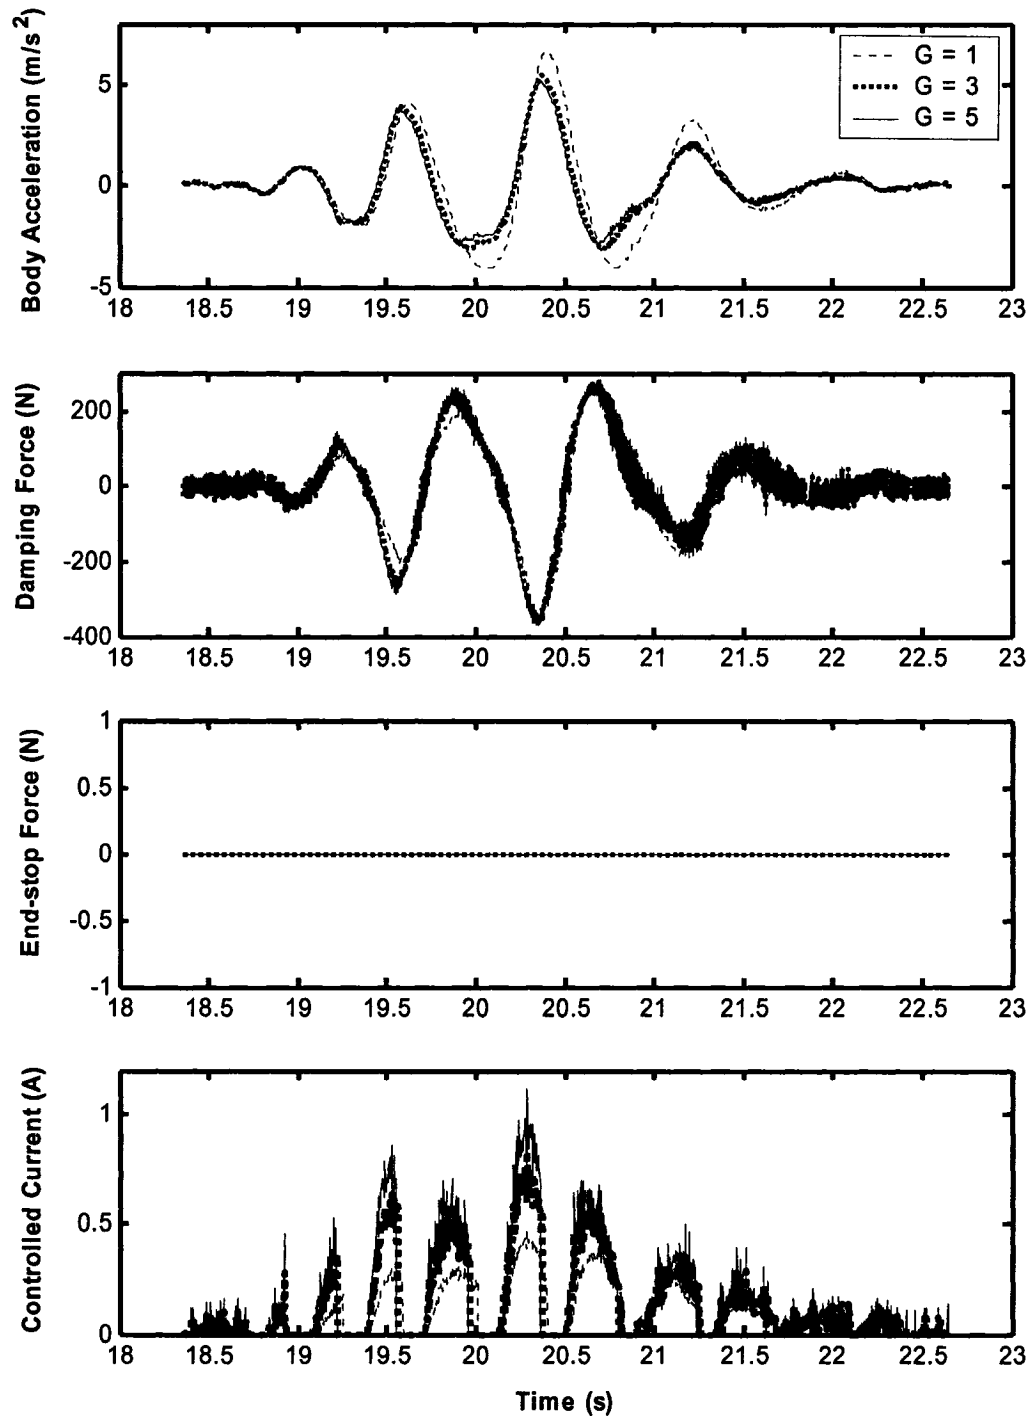 Body Acceleration (m/s²)
5
0
-5
G = 1
G = 3
G = 5
18 18.5 19 19.5 20 20.5 21 21.5 22 22.5 23
Damping Force (N)
200
0
-200
-400
18 18.5 19 19.5 20 20.5 21 21.5 22 22.5 23
End-stop Force (N)
1
0.5
0
-0.5
-1
18 18.5 19 19.5 20 20.5 21 21.5 22 22.5 23
Controlled Current (A)
1
0.5
0
18 18.5 19 19.5 20 20.5 21 21.5 22 22.5 23
Time (s)